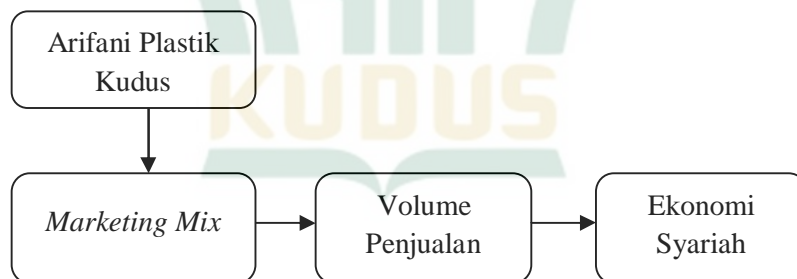 Arifani Plastik
Kudus
KUDUS
Marketing Mix
Volume
Penjualan
Ekonomi
Syariah